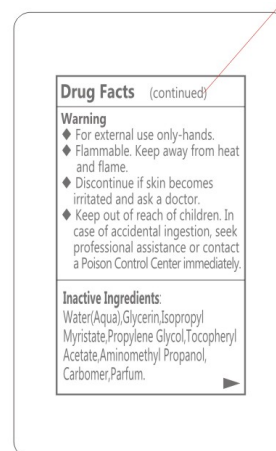 Drug Facts (continued)
Warning
◆ For external use only-hands.
◆ Flammable. Keep away from heat
and flame.
◆ Discontinue if skin becomes
irritated and ask a doctor.
◆ Keep out of reach of children. In
case of accidental ingestion, seek
professional assistance or contact
a Poison Control Center immediately.
Inactive Ingredients:
Water(Aqua),Glycerin,Isopropyl
Myristate,Propylene Glycol,Tocopheryl
Acetate,Aminomethyl Propanol,
Carbomer,Parfum.